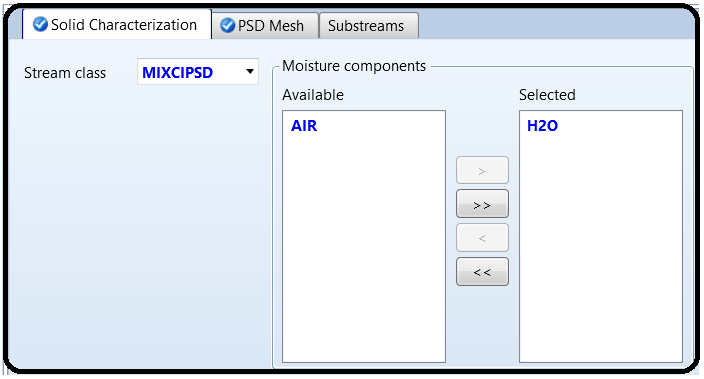 Solid Characterization PSD Mesh Substreams
Stream class MIXCIPSD
Moisture components
Available Selected
AIR H2O
>
>>
<
<<